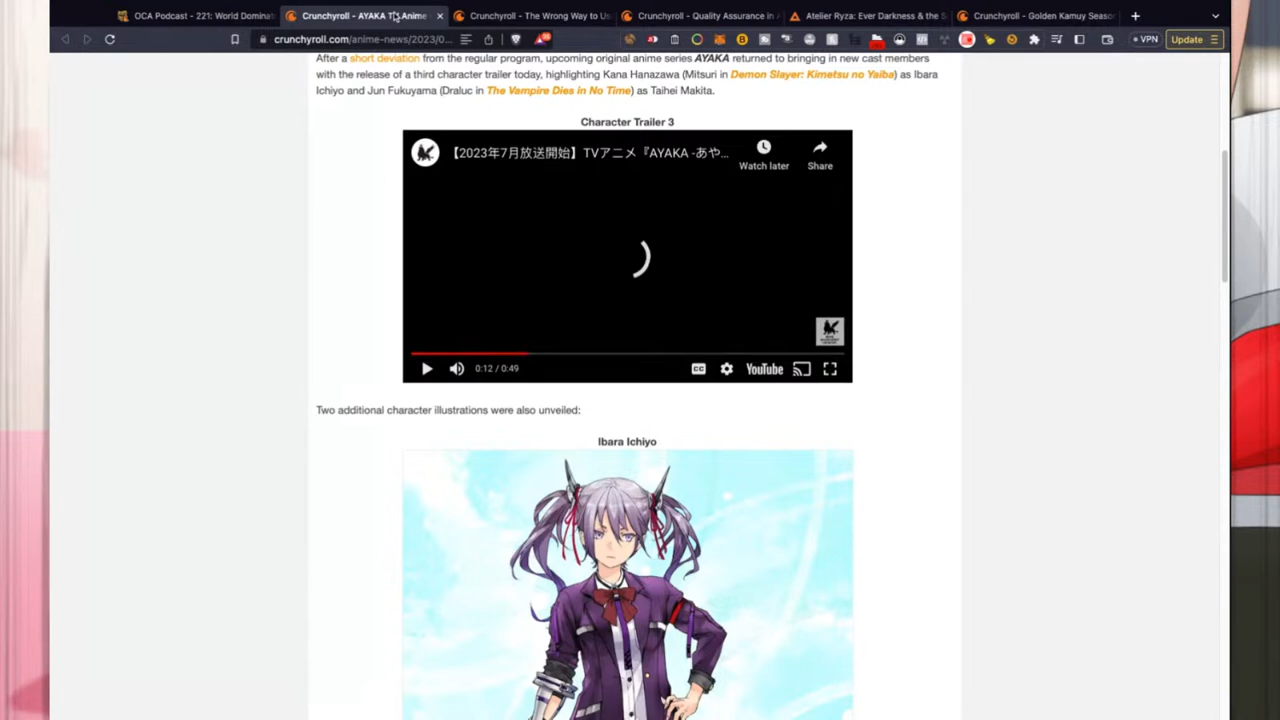 OCA Podcast - 221: World Dominat
Crunchyroll - AYAKA TV Anime
Crunchyroll - The Wrong Way to Us
Crunchyroll - Quality Assurance in
Atelier Ryza: Ever Darkness & the S
Crunchyroll - Golden Kamuy Seaso
crunchyroll.com/anime-news/2023/0...
VPN
Update
After a short deviation from the regular program, upcoming original anime series AYAKA returned to bringing in new cast members
with the release of a third character trailer today, highlighting Kana Hanazawa (Mitsuri in Demon Slayer: Kimetsu no Yaiba) as Ibara
Ichiyo and Jun Fukuyama (Draluc in The Vampire Dies in No Time) as Taihei Makita.
Character Trailer 3
【2023年7月放送開始】TVアニメ『AYAKA -あや...
Watch later
Share
0:12 / 0:49
CC
YouTube
Two additional character illustrations were also unveiled:
Ibara Ichiyo